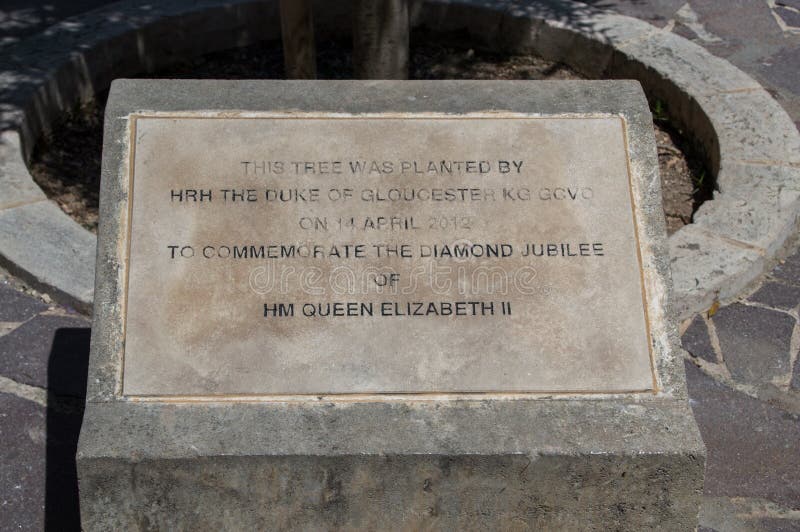 THIS TREE WAS PLANTED BY
HRH THE DUKE OF GLOUCESTER KG GCVO
ON 14 APRIL 2012
TO COMMEMORATE THE DIAMOND JUBILEE
OF
HM QUEEN ELIZABETH II
dreamstime